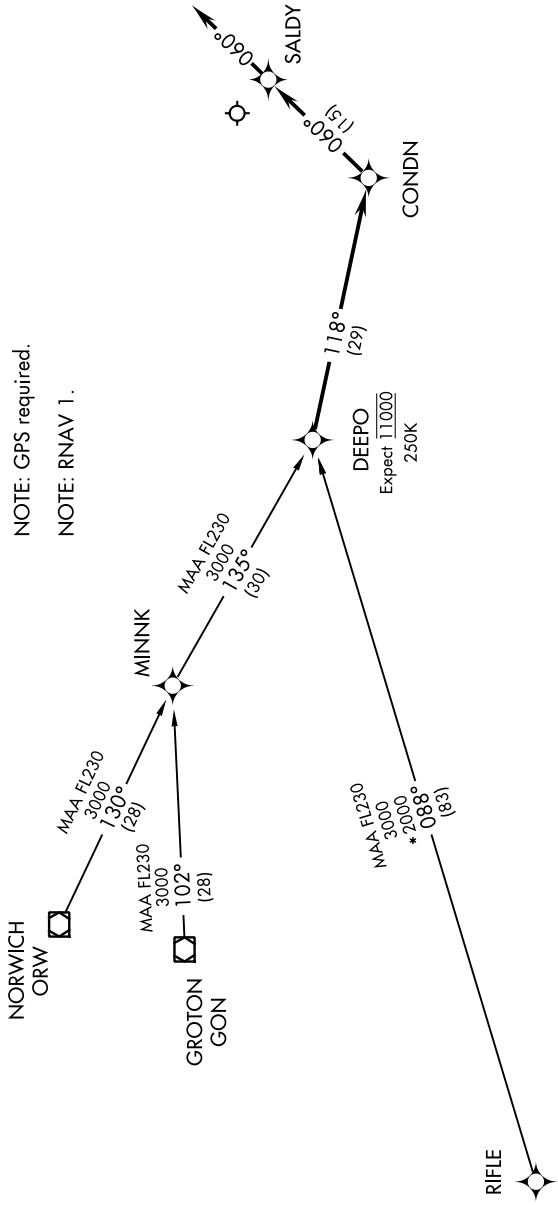 NOTE: GPS required.
NOTE: RNAV 1.
NORWICH
ORW
MAA FL230
3000
130°
(28)
MINNK
GROTON
GON
MAA FL230
3000
102°
(28)
MAA FL230
3000
135°
(30)
RIFLE
MAA FL230
3000
*2000
088°
(83)
DEEPO
Expect 11000
250K
118°
(29)
CONDN
060°
(15)
SALDY
060°